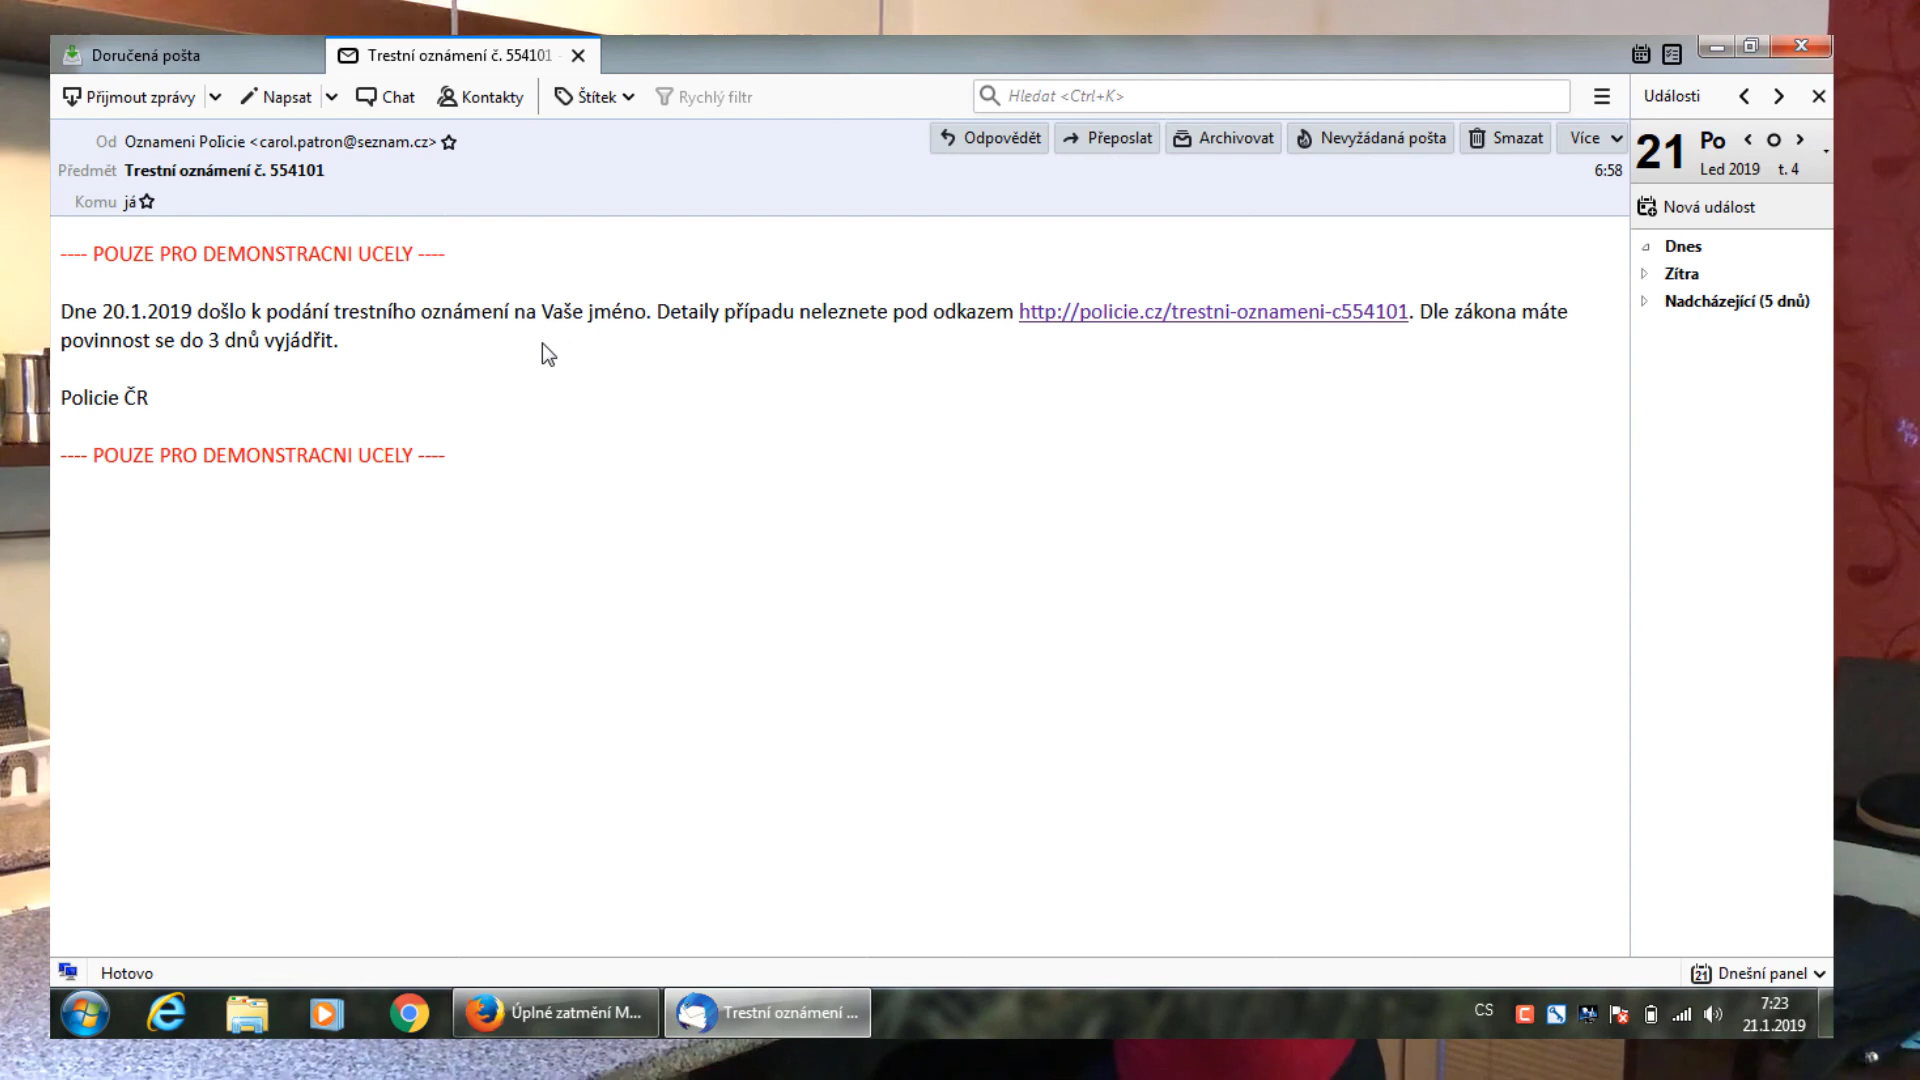 Doručená pošta
Trestní oznámení č. 554101
Přijmout zprávy
Napsat
Chat
Kontakty
Štítek
Rychlý filtr
Hledat <Ctrl+K>
Události
Od Oznameni PoIicie <carol.patron@seznam.cz>
Odpovědět
Přeposlat
Archivovat
Nevyžádaná pošta
Smazat
Více
Předmět Trestní oznámení č. 554101
6:58
Komu já
21
Po
Led 2019 t. 4
Nová událost
Dnes
Zítra
Nadcházející (5 dnů)
---- POUZE PRO DEMONSTRACNI UCELY ----
Dne 20.1.2019 došlo k podání trestního oznámení na Vaše jméno. Detaily případu neleznete pod odkazem http://policie.cz/trestni-oznameni-c554101. Dle zákona máte
povinnost se do 3 dnů vyjádřit.
Policie ČR
---- POUZE PRO DEMONSTRACNI UCELY ----
Hotovo
21
Dnešní panel
Úplné zatmění M...
Trestní oznámení ...
CS
7:23
21.1.2019